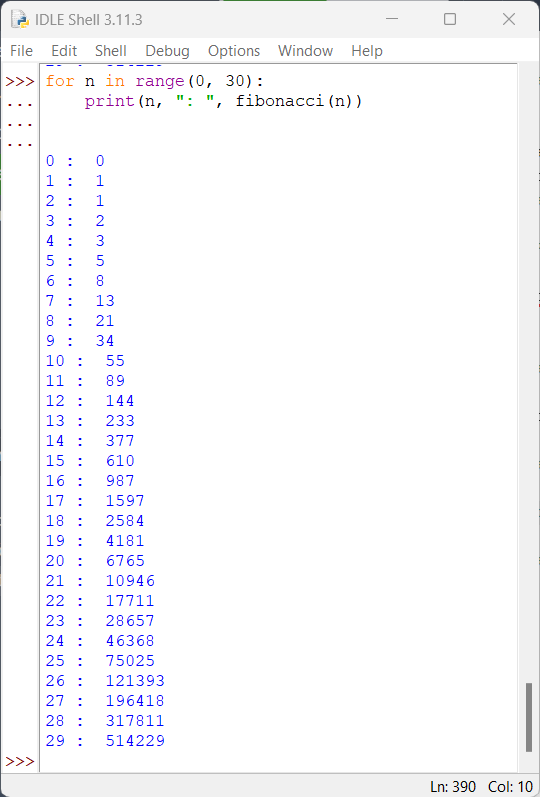 IDLE Shell 3.11.3
File Edit Shell Debug Options Window Help
>>> for n in range(0, 30):
...     print(n, ": ", fibonacci(n))
...
...
0 :  0
1 :  1
2 :  1
3 :  2
4 :  3
5 :  5
6 :  8
7 :  13
8 :  21
9 :  34
10 :  55
11 :  89
12 :  144
13 :  233
14 :  377
15 :  610
16 :  987
17 :  1597
18 :  2584
19 :  4181
20 :  6765
21 :  10946
22 :  17711
23 :  28657
24 :  46368
25 :  75025
26 :  121393
27 :  196418
28 :  317811
29 :  514229
>>>
Ln: 390 Col: 10